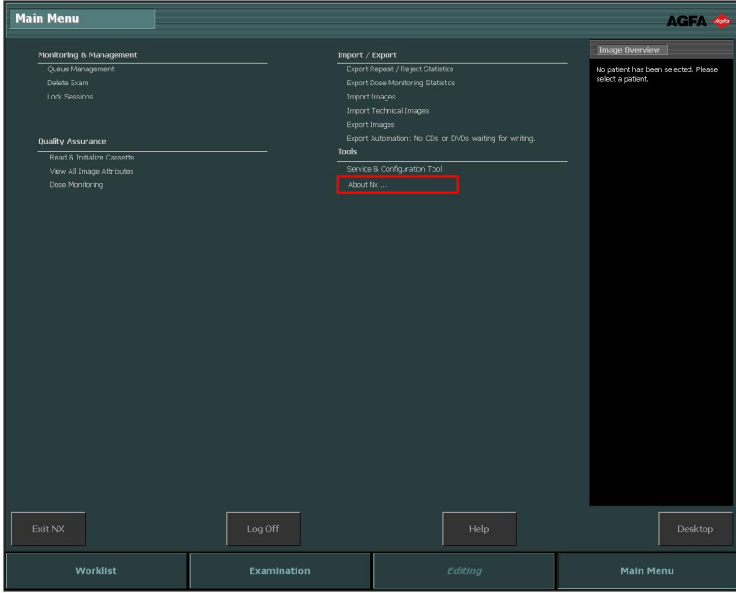 Main Menu
AGFA
Agfa
Monitoring & Management
Queue Management
Delete Exam
Lock Sessions
Quality Assurance
Read & Initialize Cassette
View All Image Attributes
Dose Monitoring
Import / Export
Export Repeat / Reject Statistics
Export Dose Monitoring Statistics
Import Images
Import Technical Images
Export Images
Export Automation: No CDs or DVDs waiting for writing.
Tools
Service & Configuration Tool
About Nx ...
Image Overview
No patient has been selected. Please
select a patient.
Exit NX
Log Off
Help
Desktop
Worklist
Examination
Editing
Main Menu